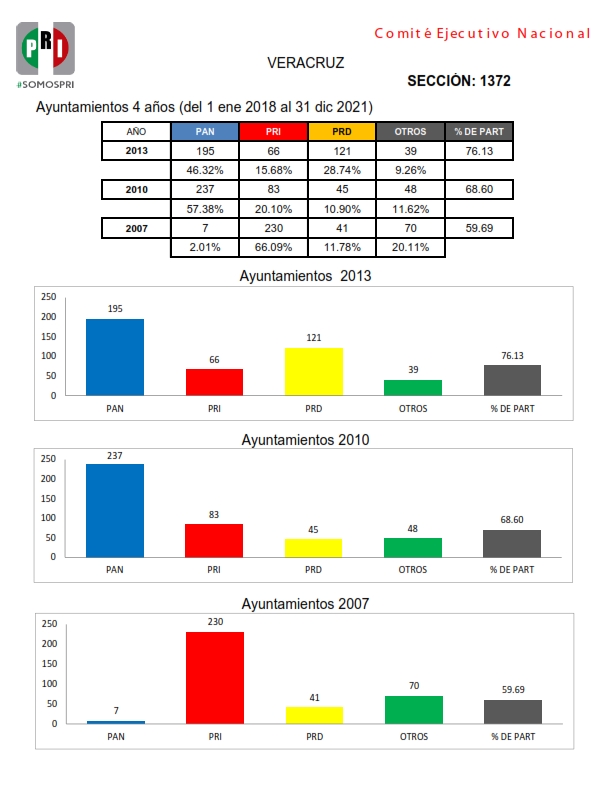 PRI
#SOMOSPRI
Comité Ejecutivo Nacional
VERACRUZ
SECCIÓN: 1372
Ayuntamientos 4 años (del 1 ene 2018 al 31 dic 2021)
AÑO PAN PRI PRD OTROS % DE PART
2013 195 66 121 39 76.13
46.32% 15.68% 28.74% 9.26%
2010 237 83 45 48 68.60
57.38% 20.10% 10.90% 11.62%
2007 7 230 41 70 59.69
2.01% 66.09% 11.78% 20.11%
Ayuntamientos 2013
250
200
150
100
50
0
195 66 121 39 76.13
PAN PRI PRD OTROS % DE PART
Ayuntamientos 2010
250
200
150
100
50
0
237 83 45 48 68.60
PAN PRI PRD OTROS % DE PART
Ayuntamientos 2007
250
200
150
100
50
0
7 230 41 70 59.69
PAN PRI PRD OTROS % DE PART